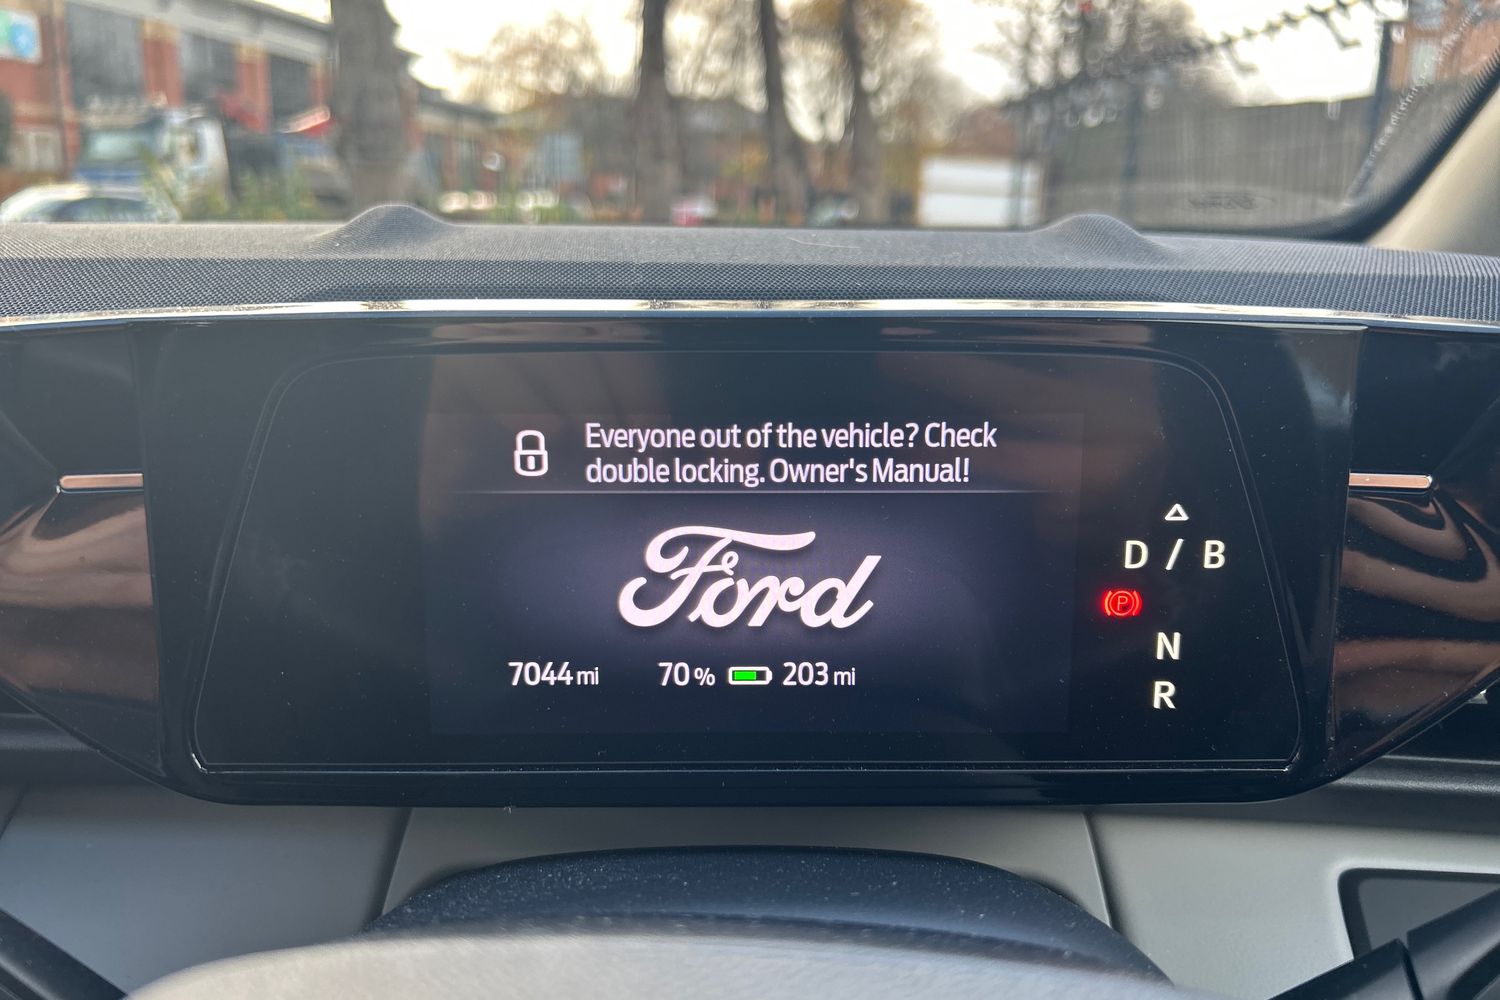 Everyone out of the vehicle? Check
double locking. Owner's Manual!
Ford
7044 mi 70 % 203 mi
D / B
P
N
R